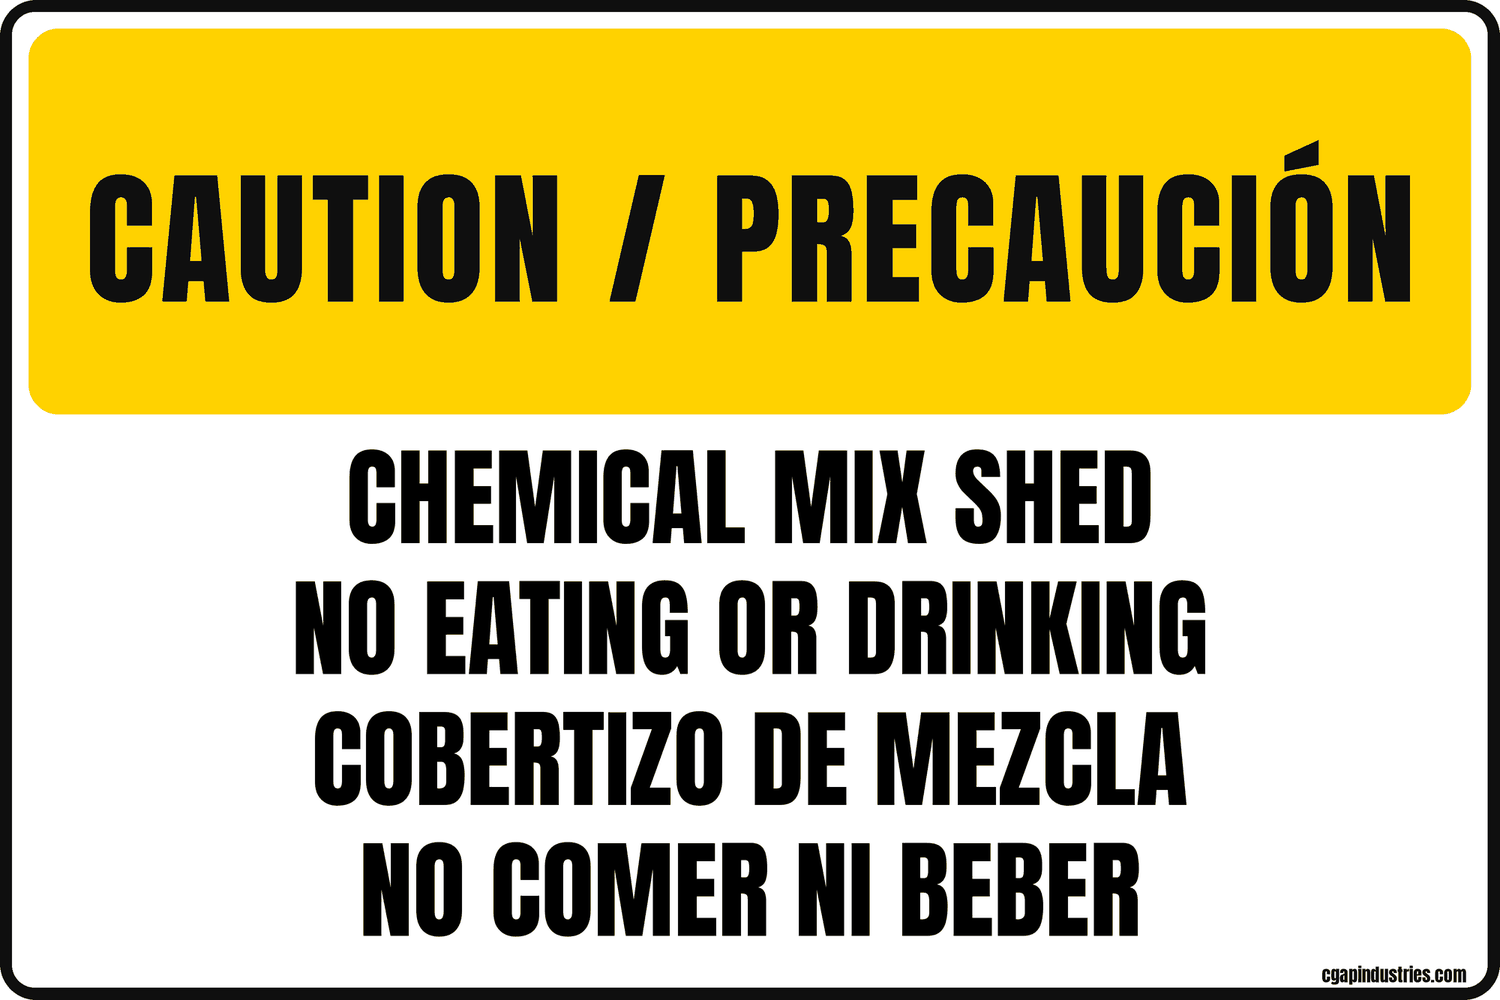 CAUTION / PRECAUCIÓN
CHEMICAL MIX SHED
NO EATING OR DRINKING
COBERTIZO DE MEZCLA
NO COMER NI BEBER
cgapindustries.com